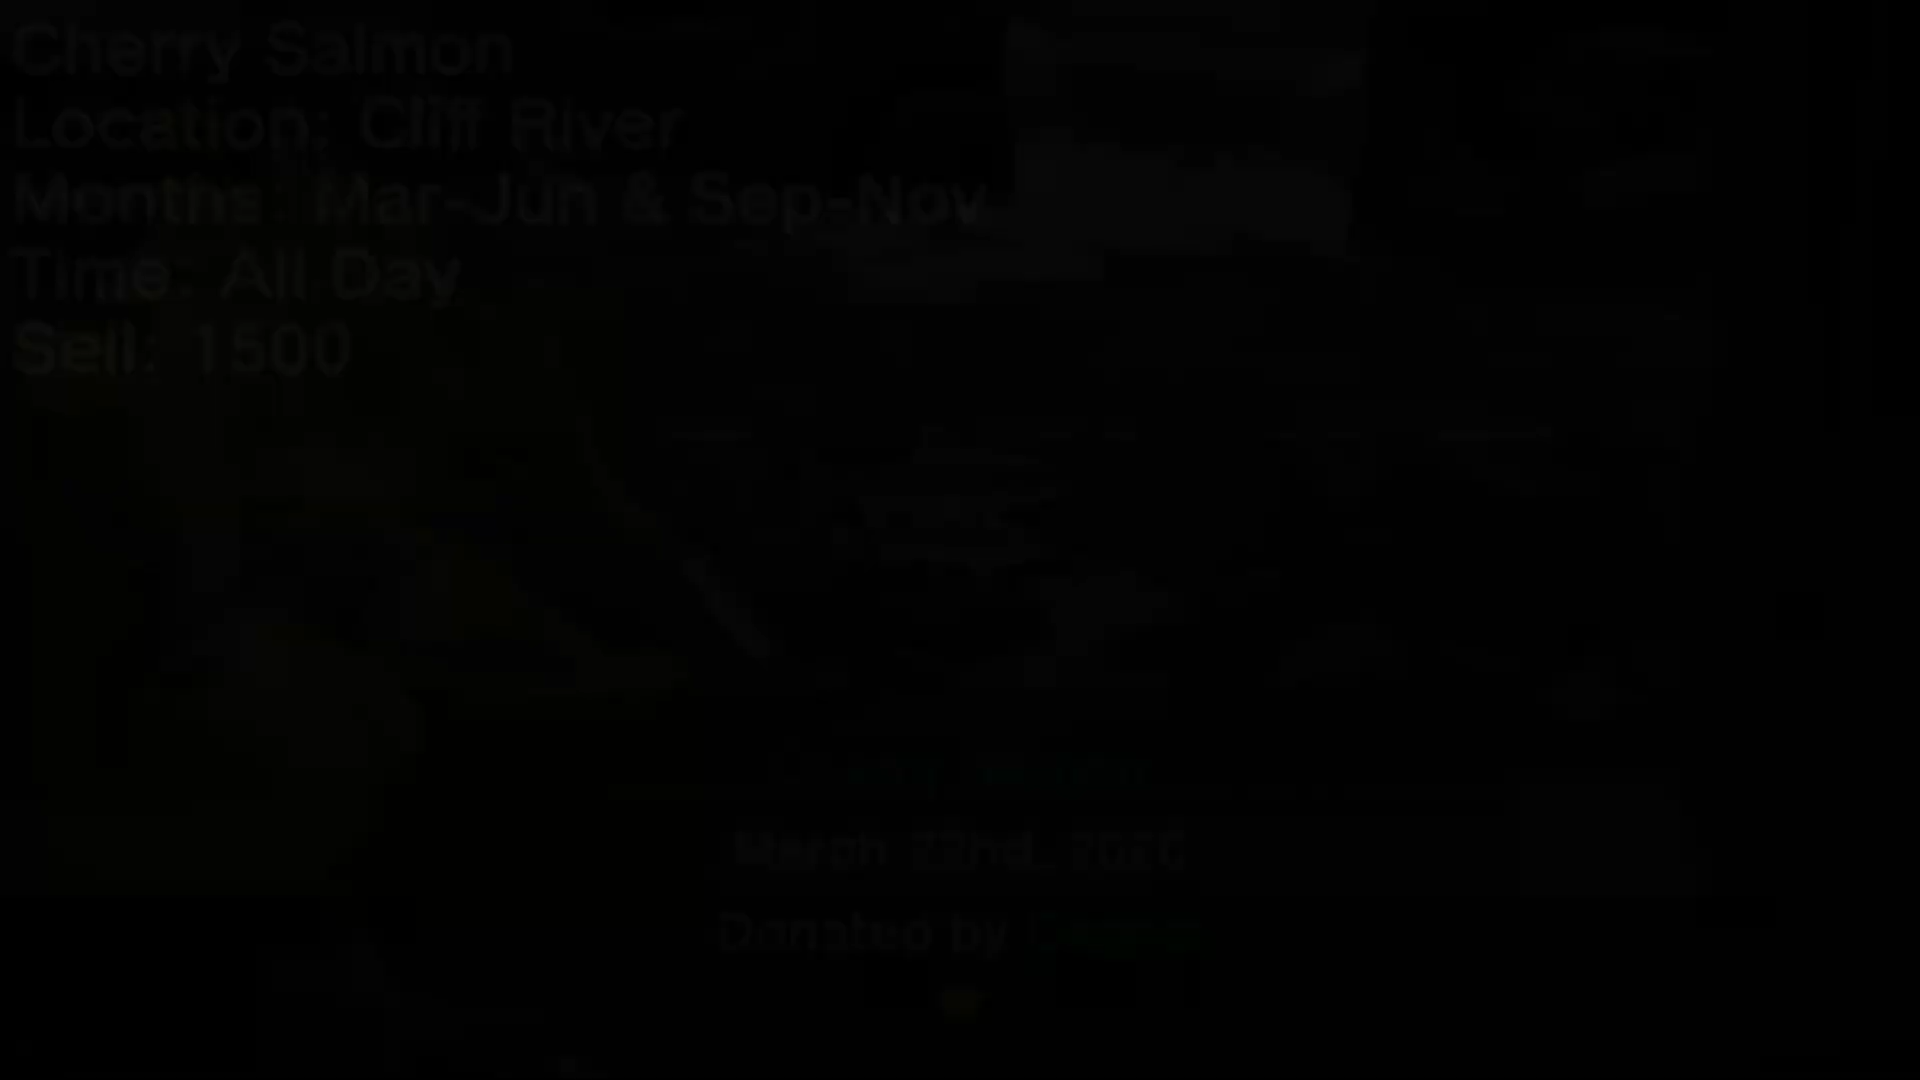 Cherry Salmon
Location: Cliff River
Months: Mar-Jun & Sep-Nov
Time: All Day
Sell: 1500
March 22nd, 2020
Donated by